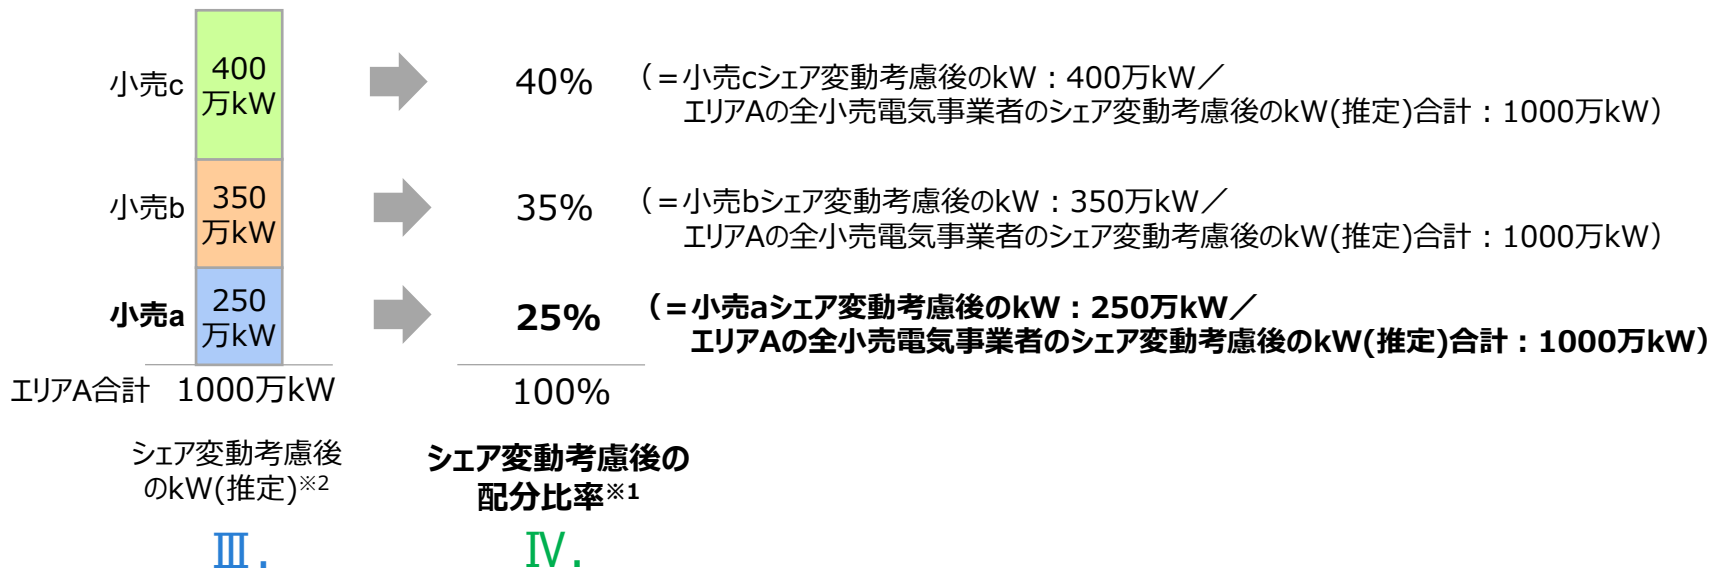 小売c
400
万kW
40%
（=小売cシェア変動考慮後のkW：400万kW／
エリアAの全小売電気事業者のシェア変動考慮後のkW(推定)合計：1000万kW）
小売b
350
万kW
35%
（=小売bシェア変動考慮後のkW：350万kW／
エリアAの全小売電気事業者のシェア変動考慮後のkW(推定)合計：1000万kW）
小売a
250
万kW
25%
（=小売aシェア変動考慮後のkW：250万kW／
エリアAの全小売電気事業者のシェア変動考慮後のkW(推定)合計：1000万kW）
エリアA合計 1000万kW
100%
シェア変動考慮後
のkW(推定)※2
シェア変動考慮後の
配分比率※1
Ⅲ.
Ⅳ.